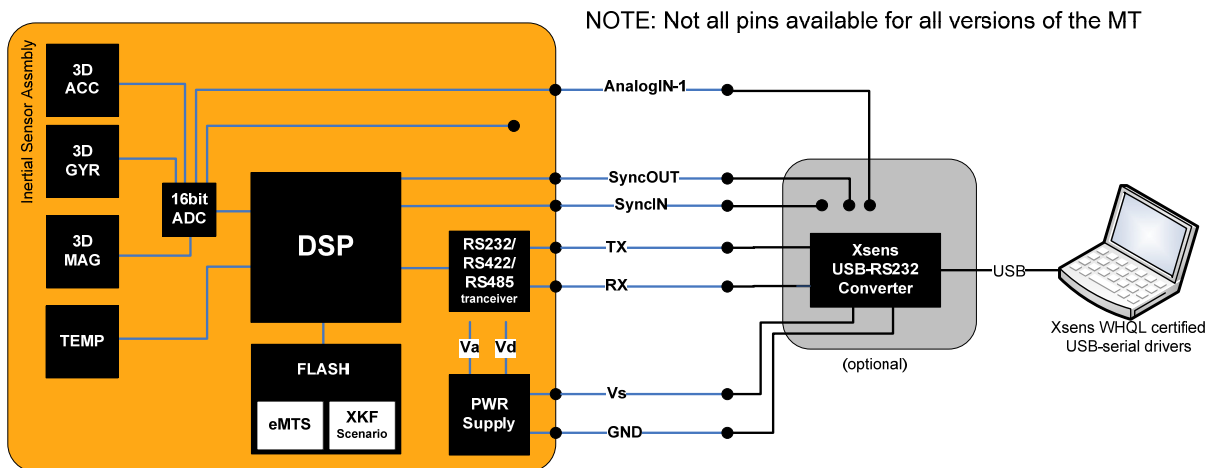 NOTE: Not all pins available for all versions of the MT
Inertial Sensor Assmbly
3D
ACC
3D
GYR
3D
MAG
TEMP
16bit
ADC
DSP
FLASH
eMTS
XKF
Scenario
RS232/
RS422/
RS485
tranceiver
Va
Vd
PWR
Supply
AnalogIN-1
SyncOUT
SyncIN
TX
RX
Vs
GND
Xsens
USB-RS232
Converter
(optional)
USB
Xsens WHQL certified
USB-serial drivers